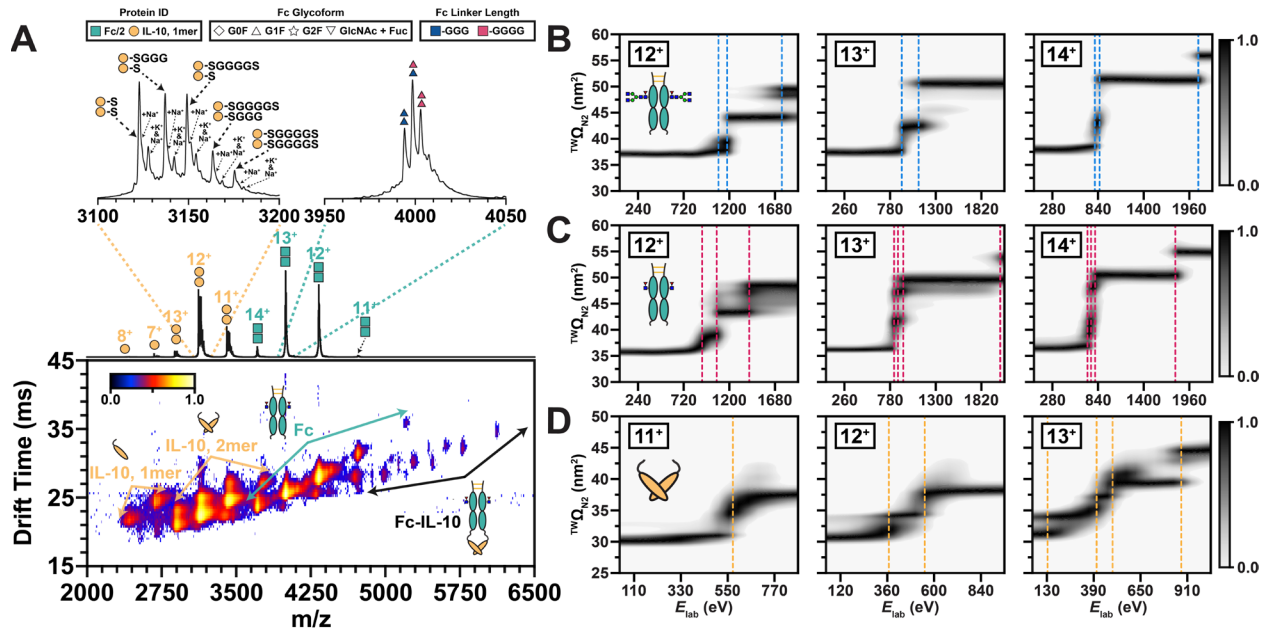 A
Protein ID
Fc/2 IL-10, 1mer
Fc Glycoform
G0F G1F G2F GlcNAc + Fuc
Fc Linker Length
-GGG -GGGG
-SGGG
-S
-SGGGGS
-S
-S
-S
-SGGGGS
-SGGG
-SGGGGS
-SGGGGS
+Na⁺
+K⁺
&
Na⁺
+Na⁺
+K⁺
&
Na⁺
+Na⁺
+K⁺
&
Na⁺
+Na⁺
+K⁺
&
Na⁺
+Na⁺
+K⁺
&
Na⁺
3100 3150 3200
3950 4000 4050
8⁺
7⁺
13⁺
12⁺
11⁺
14⁺
13⁺
12⁺
11⁺
45
35
25
15
Drift Time (ms)
0.0 1.0
IL-10, 1mer
IL-10, 2mer
Fc
Fc-IL-10
2000 2750 3500 4250 5000 5750 6500
m/z
B
ᵀᵂΩN2 (nm²)
60
55
50
45
40
35
30
12⁺
240 720 1200 1680
13⁺
260 780 1300 1820
14⁺
280 840 1400 1960
1.0
0.0
C
ᵀᵂΩN2 (nm²)
60
55
50
45
40
35
30
12⁺
240 720 1200 1680
13⁺
260 780 1300 1820
14⁺
280 840 1400 1960
1.0
0.0
D
ᵀᵂΩN2 (nm²)
50
45
40
35
30
25
11⁺
110 330 550 770
Elab (eV)
12⁺
120 360 600 840
Elab (eV)
13⁺
130 390 650 910
Elab (eV)
1.0
0.0